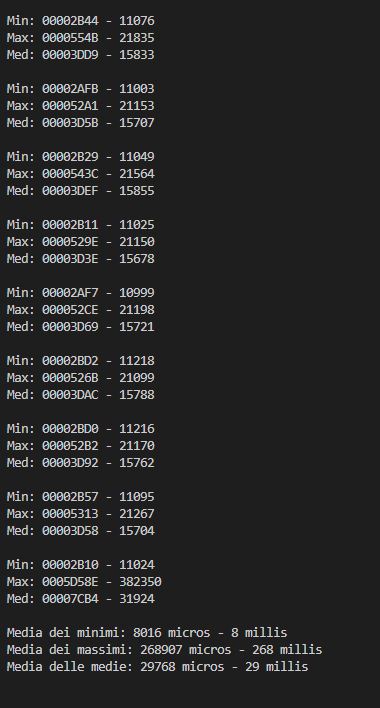 Min: 00002B44 - 11076
Max: 0000554B - 21835
Med: 00003DD9 - 15833
Min: 00002AFB - 11003
Max: 000052A1 - 21153
Med: 00003D5B - 15707
Min: 00002B29 - 11049
Max: 0000543C - 21564
Med: 00003DEF - 15855
Min: 00002B11 - 11025
Max: 0000529E - 21150
Med: 00003D3E - 15678
Min: 00002AF7 - 10999
Max: 000052CE - 21198
Med: 00003D69 - 15721
Min: 00002BD2 - 11218
Max: 0000526B - 21099
Med: 00003DAC - 15788
Min: 00002BD0 - 11216
Max: 000052B2 - 21170
Med: 00003D92 - 15762
Min: 00002B57 - 11095
Max: 00005313 - 21267
Med: 00003D58 - 15704
Min: 00002B10 - 11024
Max: 0005D58E - 382350
Med: 00007CB4 - 31924
Media dei minimi: 8016 micros - 8 millis
Media dei massimi: 268907 micros - 268 millis
Media delle medie: 29768 micros - 29 millis